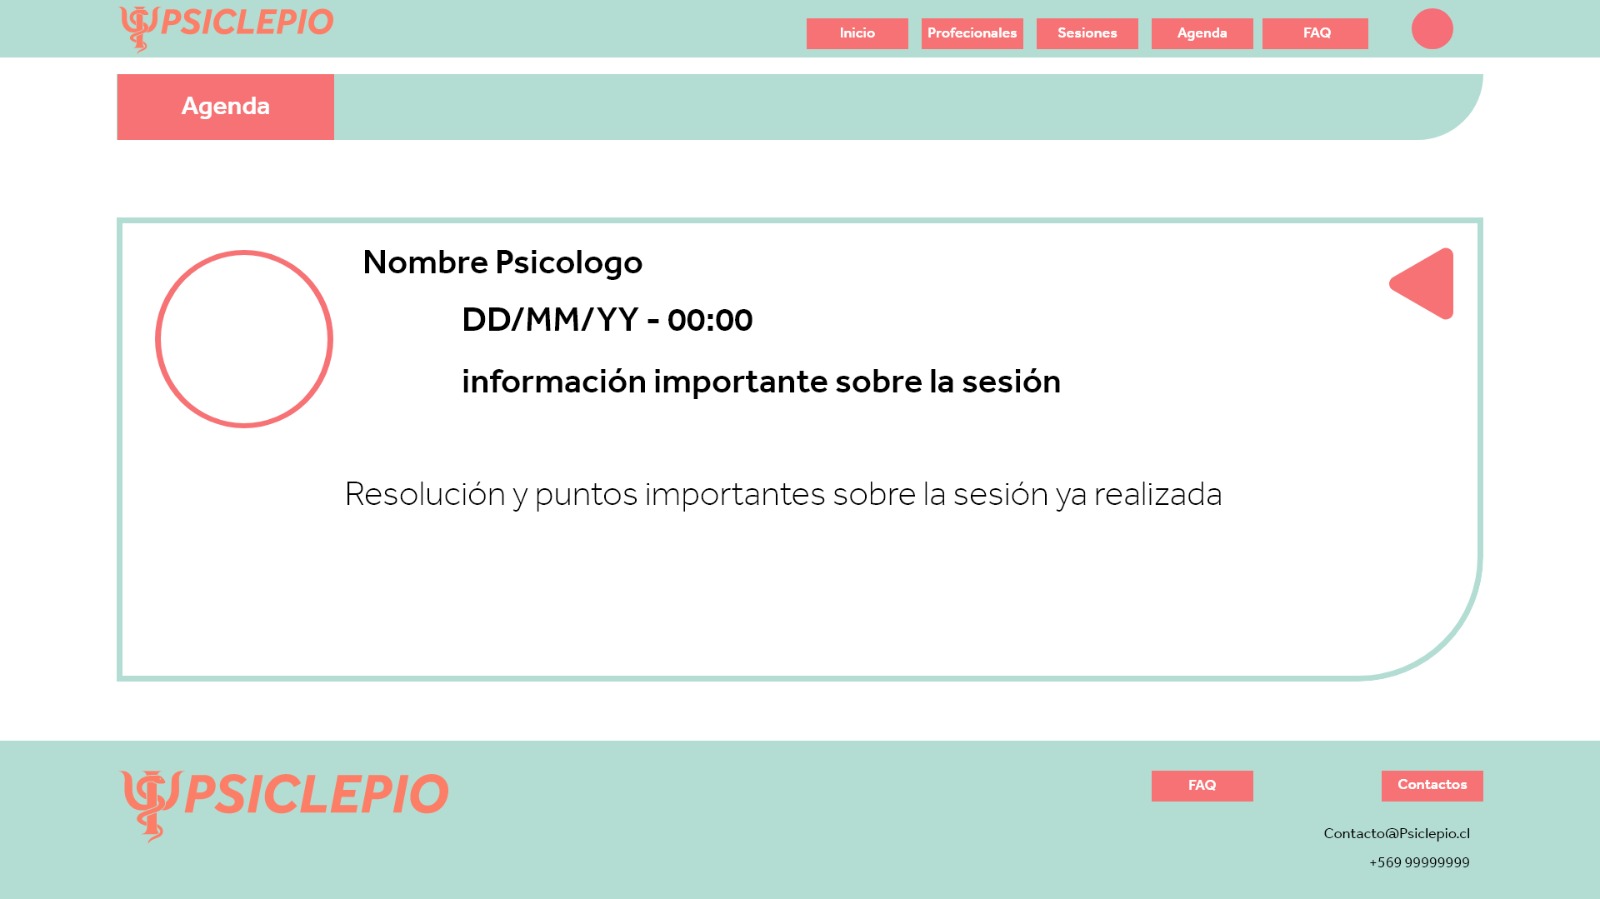 PSICLEPIO
Inicio
Profecionales
Sesiones
Agenda
FAQ
Agenda
Nombre Psicologo
DD/MM/YY - 00:00
información importante sobre la sesión
Resolución y puntos importantes sobre la sesión ya realizada
PSICLEPIO
FAQ
Contactos
Contacto@Psiclepio.cl
+569 99999999